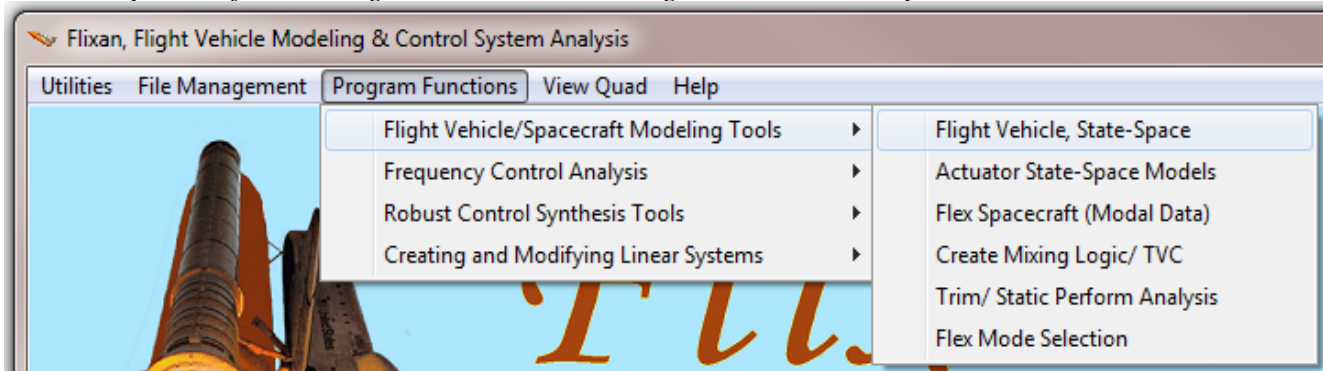 Flixan, Flight Vehicle Modeling & Control System Analysis
Utilities File Management Program Functions View Quad Help
Flight Vehicle/Spacecraft Modeling Tools
Frequency Control Analysis
Robust Control Synthesis Tools
Creating and Modifying Linear Systems
Flight Vehicle, State-Space
Actuator State-Space Models
Flex Spacecraft (Modal Data)
Create Mixing Logic/ TVC
Trim/ Static Perform Analysis
Flex Mode Selection